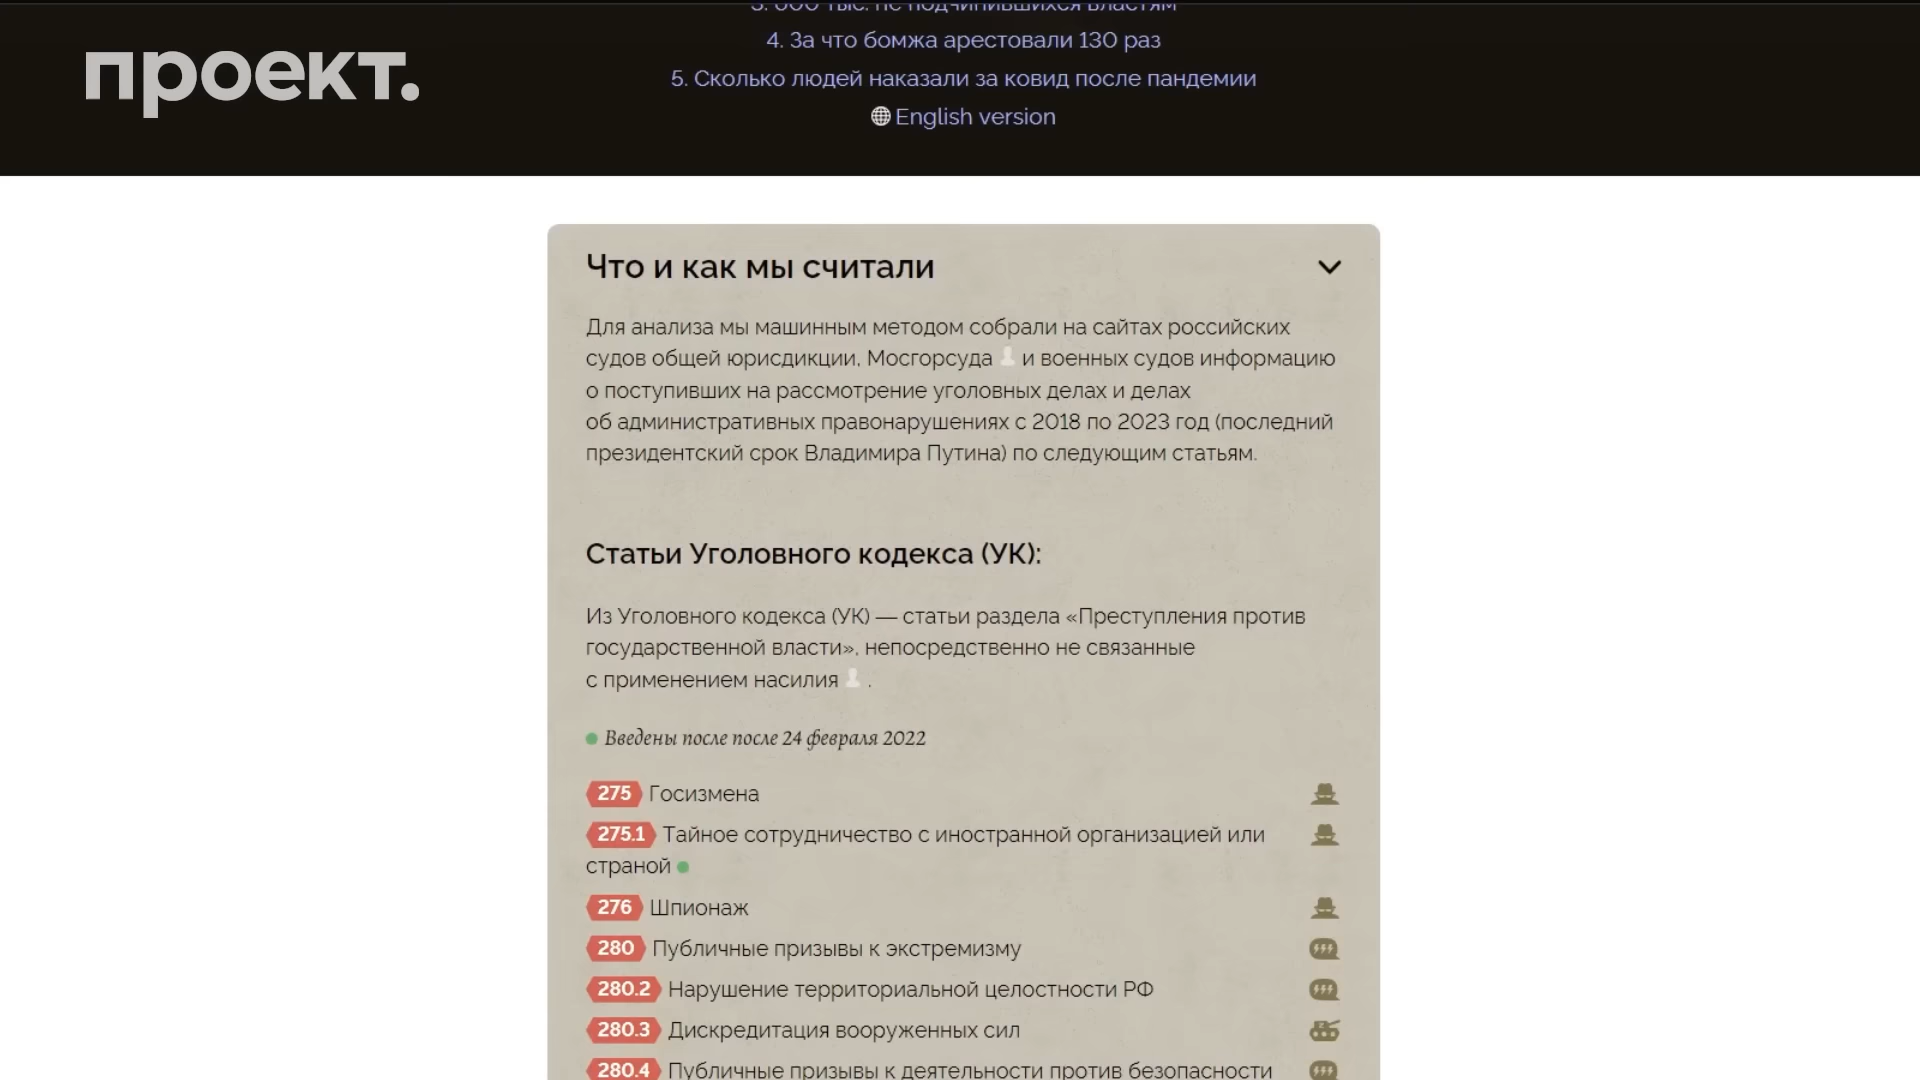 3. 600 тыс. не подчинившихся властям
4. За что бомжа арестовали 130 раз
проект.
5. Сколько людей наказали за ковид после пандемии
English version
Что и как мы считали
Для анализа мы машинным методом собрали на сайтах российских
судов общей юрисдикции, Мосгорсуда и военных судов информацию
о поступивших на рассмотрение уголовных делах и делах
об административных правонарушениях с 2018 по 2023 год (последний
президентский срок Владимира Путина) по следующим статьям.
Статьи Уголовного кодекса (УК):
Из Уголовного кодекса (УК) — статьи раздела «Преступления против
государственной власти», непосредственно не связанные
с применением насилия .
Введены после после 24 февраля 2022
275 Госизмена
275.1 Тайное сотрудничество с иностранной организацией или
страной
276 Шпионаж
280 Публичные призывы к экстремизму
280.2 Нарушение территориальной целостности РФ
280.3 Дискредитация вооруженных сил
280.4 Публичные призывы к деятельности против безопасности